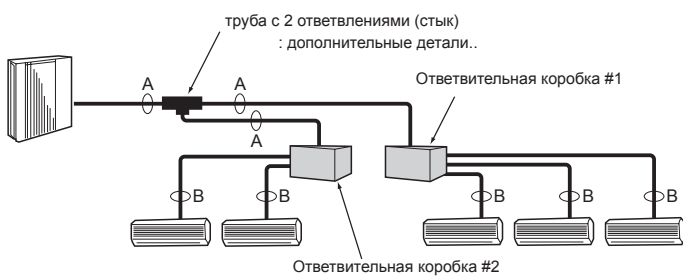 труба с 2 ответвлениями (стык)
: дополнительные детали..
Ответвительная коробка #1
A
A
A
B
B
B
B
B
Ответвительная коробка #2